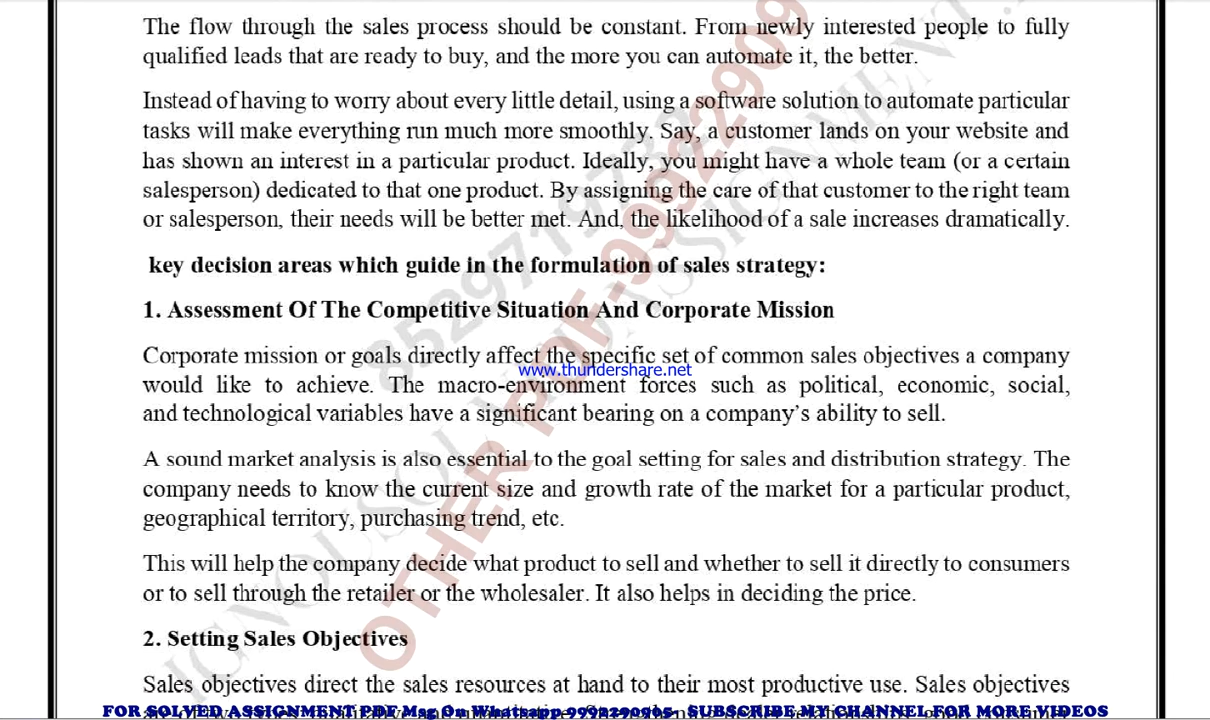 The flow through the sales process should be constant. From newly interested people to fully
qualified leads that are ready to buy, and the more you can automate it, the better.
Instead of having to worry about every little detail, using a software solution to automate particular
tasks will make everything run much more smoothly. Say, a customer lands on your website and
has shown an interest in a particular product. Ideally, you might have a whole team (or a certain
salesperson) dedicated to that one product. By assigning the care of that customer to the right team
or salesperson, their needs will be better met. And, the likelihood of a sale increases dramatically.
key decision areas which guide in the formulation of sales strategy:
1. Assessment Of The Competitive Situation And Corporate Mission
Corporate mission or goals directly affect the specific set of common sales objectives a company
www.thundershare.net
would like to achieve. The macro-environment forces such as political, economic, social,
and technological variables have a significant bearing on a company's ability to sell.
A sound market analysis is also essential to the goal setting for sales and distribution strategy. The
company needs to know the current size and growth rate of the market for a particular product,
geographical territory, purchasing trend, etc.
This will help the company decide what product to sell and whether to sell it directly to consumers
or to sell through the retailer or the wholesaler. It also helps in deciding the price.
2. Setting Sales Objectives
Sales objectives direct the sales resources at hand to their most productive use. Sales objectives
FOR SOLVED ASSIGNMENT PDF Msg On Whatsapp-9992290915- SUBSCRIBE MY CHANNEL FOR MORE VIDEOS